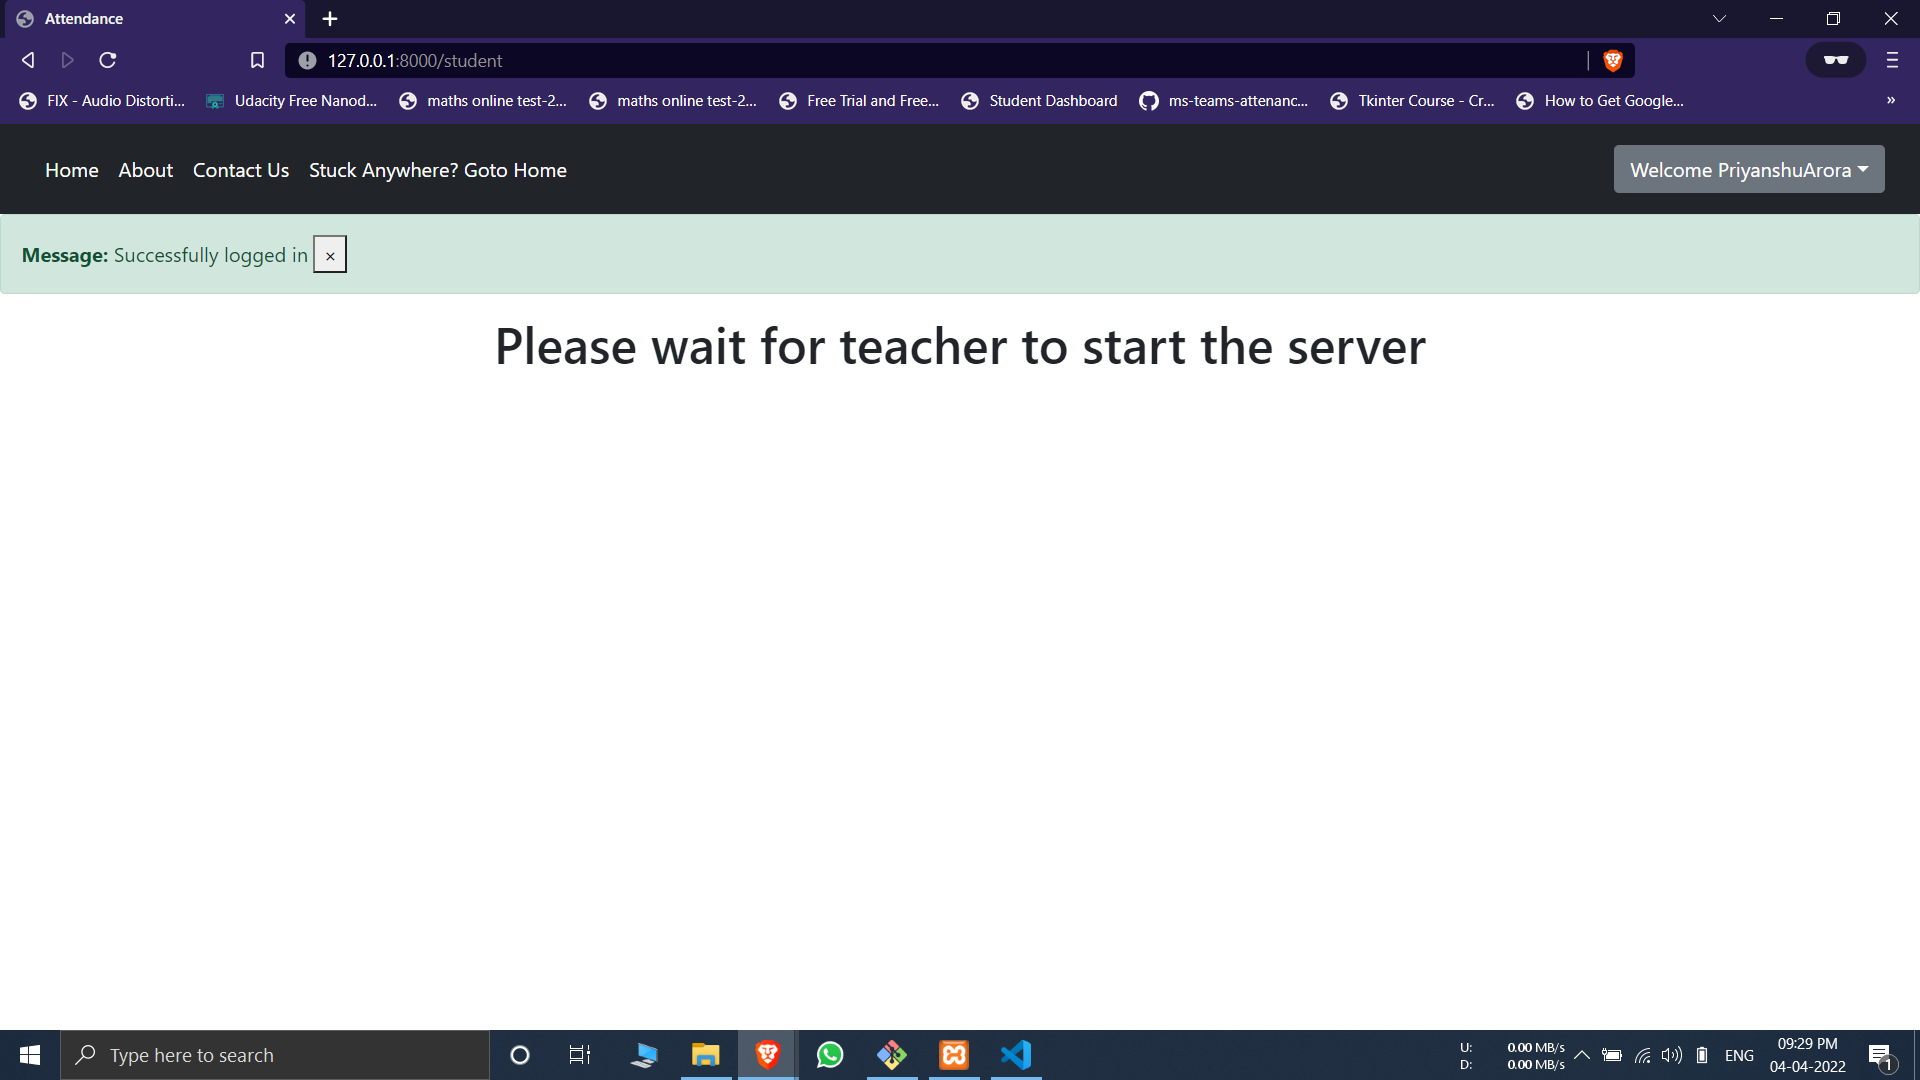 Attendance
127.0.0.1:8000/student
FIX - Audio Distorti... Udacity Free Nanod... maths online test-2... maths online test-2... Free Trial and Free... Student Dashboard ms-teams-attenanc... Tkinter Course - Cr... How to Get Google... »
Home About Contact Us Stuck Anywhere? Goto Home Welcome PriyanshuArora
Message: Successfully logged in ×
Please wait for teacher to start the server
Type here to search
U: 0.00 MB/s
D: 0.00 MB/s
ENG
09:29 PM
04-04-2022
1